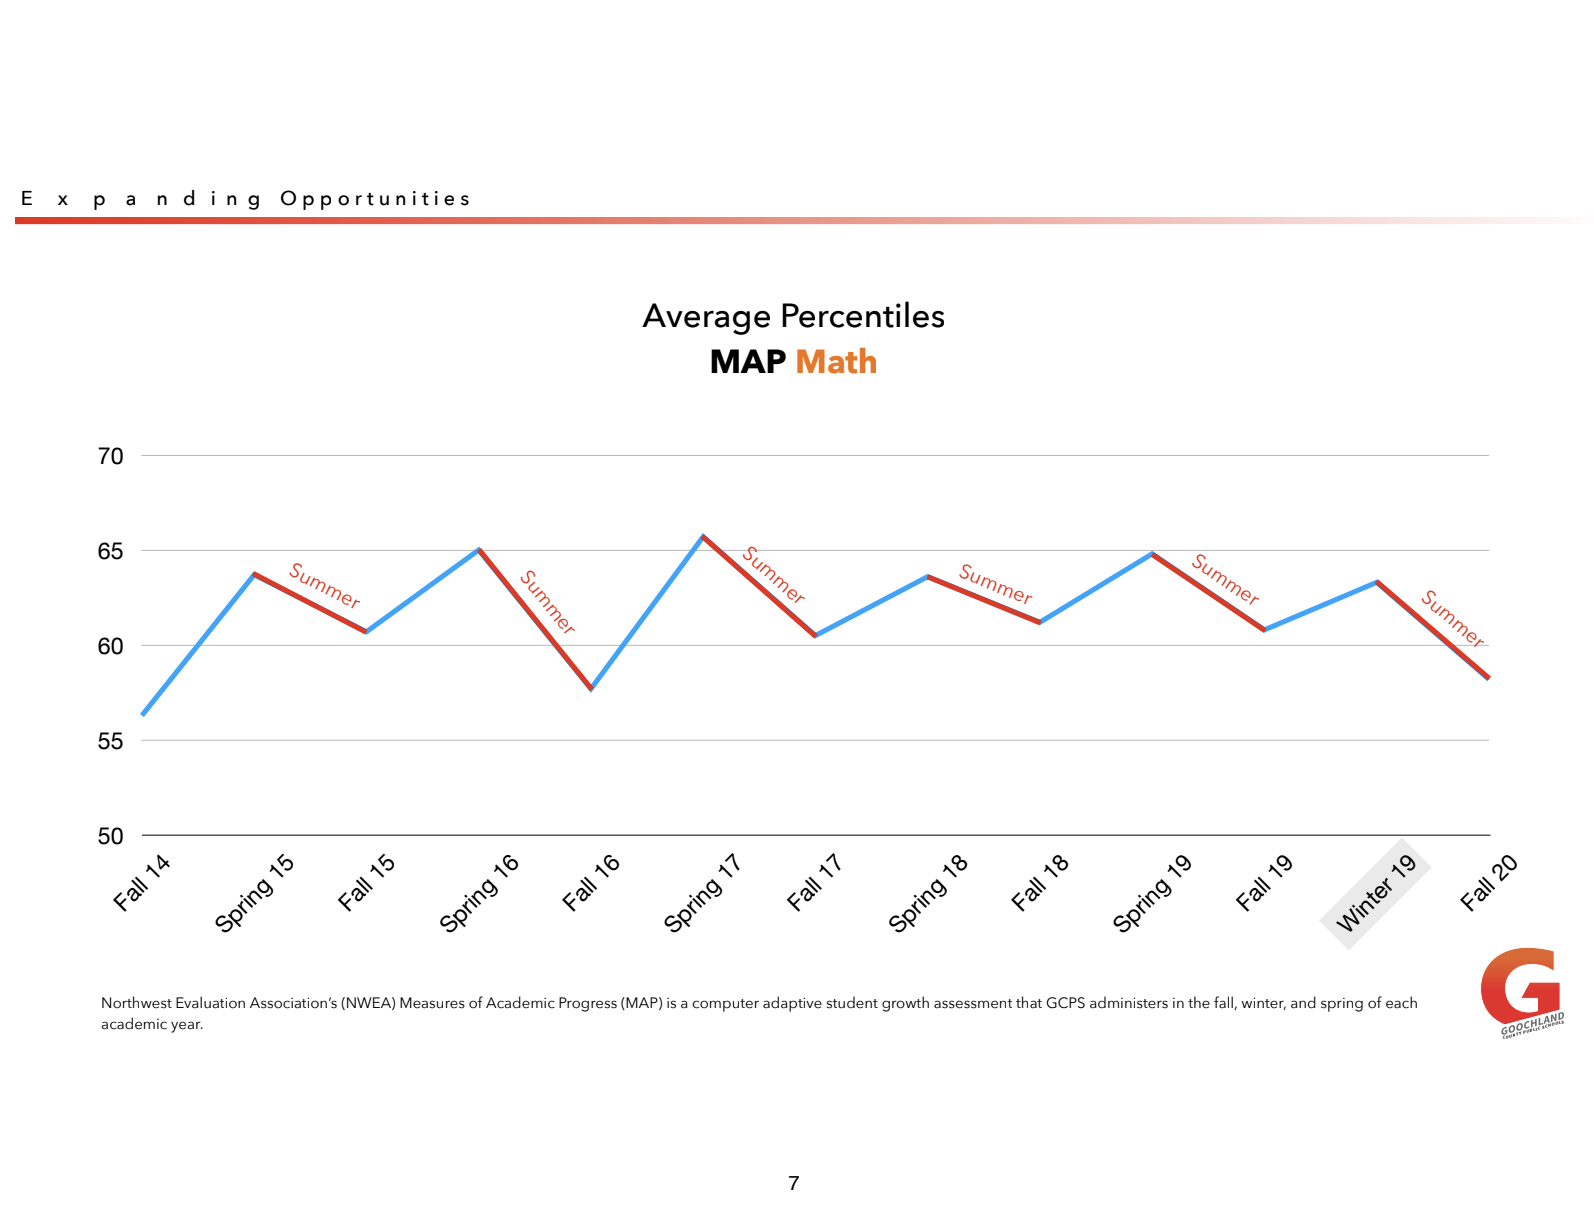 E x p a n d i n g Opportunities
Average Percentiles
MAP Math
70
65
60
55
50
Summer
Summer
Summer
Summer
Summer
Summer
Fall 14
Spring 15
Fall 15
Spring 16
Fall 16
Spring 17
Fall 17
Spring 18
Fall 18
Spring 19
Fall 19
Winter 19
Fall 20
Northwest Evaluation Association’s (NWEA) Measures of Academic Progress (MAP) is a computer adaptive student growth assessment that GCPS administers in the fall, winter, and spring of each
academic year.
G
GOOCHLAND
COUNTY PUBLIC SCHOOLS
7